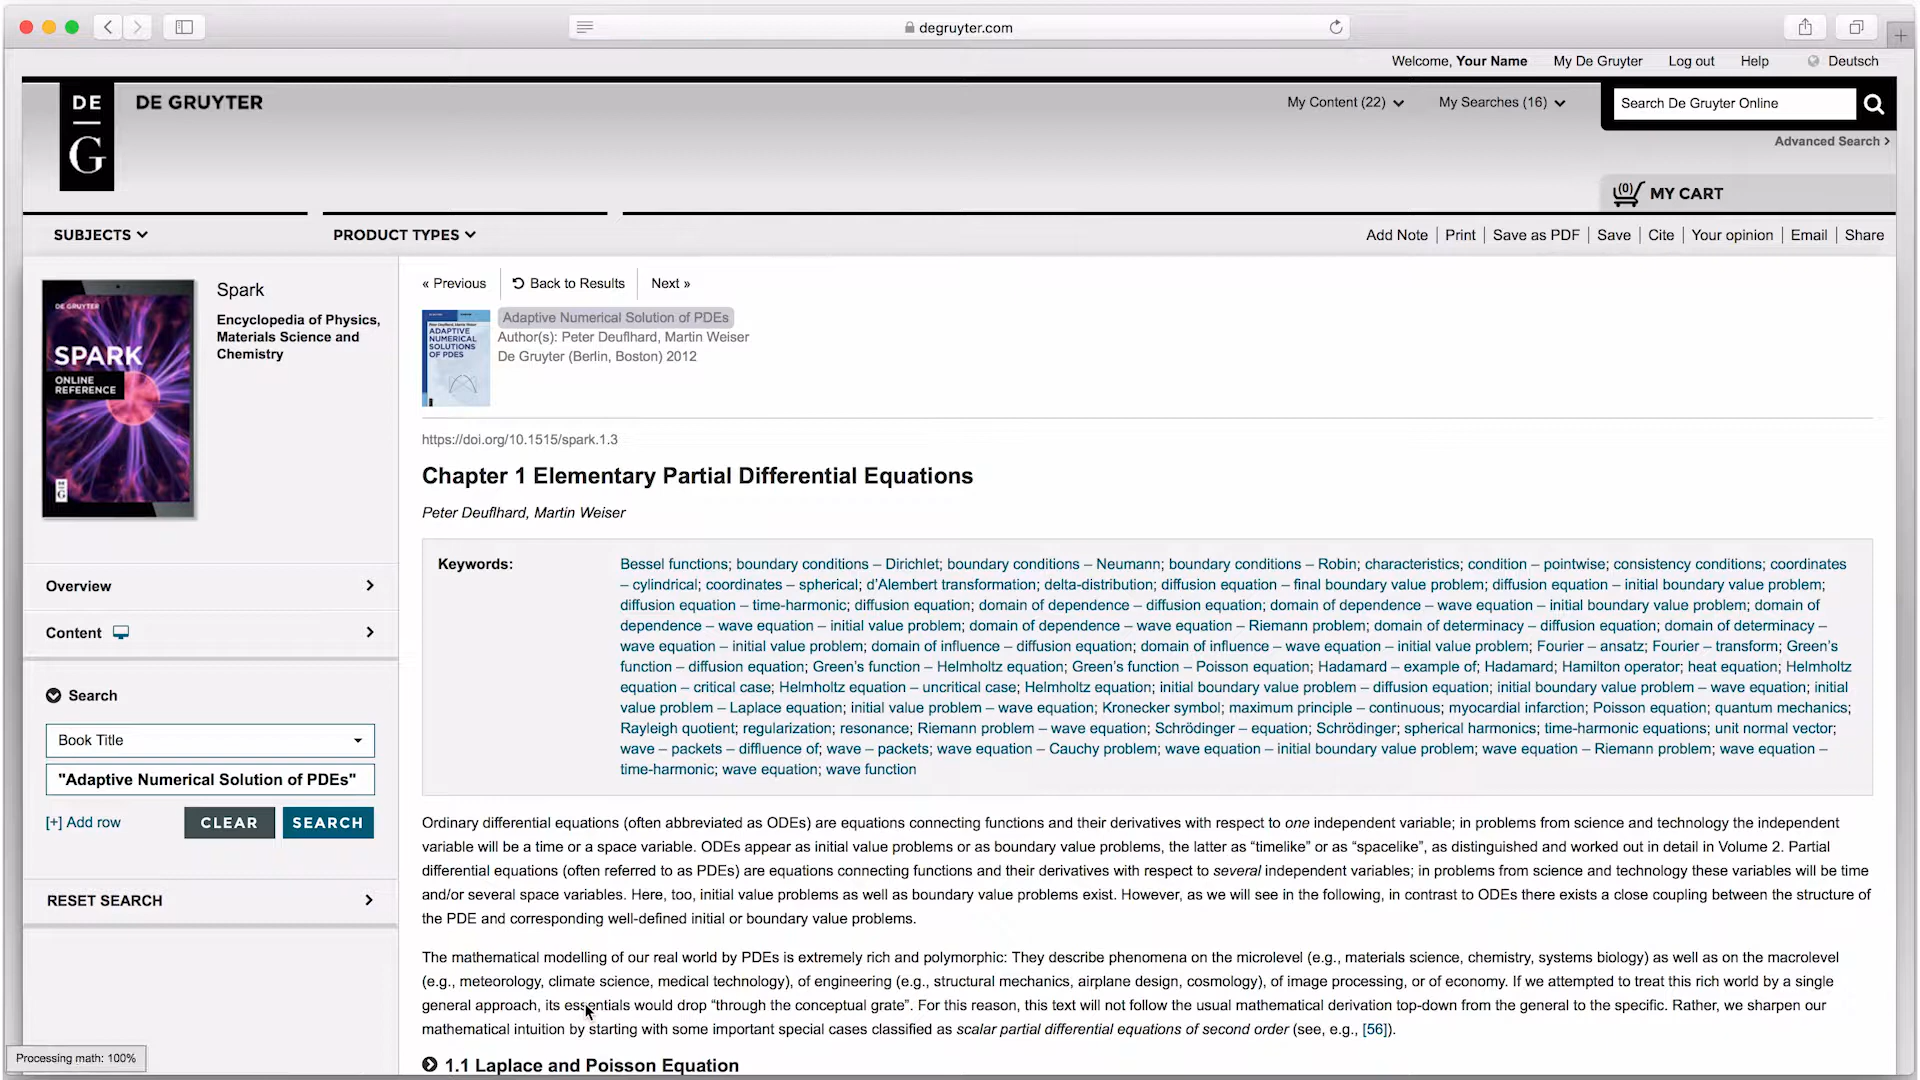 degruyter.com
Welcome, Your Name My De Gruyter Log out Help Deutsch
DE
G
DE GRUYTER
My Content (22) My Searches (16)
Search De Gruyter Online
Advanced Search >
(0) MY CART
SUBJECTS PRODUCT TYPES
Add Note | Print | Save as PDF | Save | Cite | Your opinion | Email | Share
DE GRUYTER
SPARK
ONLINE
REFERENCE
DE
G
Spark
Encyclopedia of Physics,
Materials Science and
Chemistry
Overview
Content
Search
Book Title
"Adaptive Numerical Solution of PDEs"
[+] Add row CLEAR SEARCH
RESET SEARCH
« Previous Back to Results Next »
ADAPTIVE
NUMERICAL
SOLUTIONS
OF PDES
Adaptive Numerical Solution of PDEs
Author(s): Peter Deuflhard, Martin Weiser
De Gruyter (Berlin, Boston) 2012
https://doi.org/10.1515/spark.1.3
Chapter 1 Elementary Partial Differential Equations
Peter Deuflhard, Martin Weiser
Keywords: Bessel functions; boundary conditions – Dirichlet; boundary conditions – Neumann; boundary conditions – Robin; characteristics; condition – pointwise; consistency conditions; coordinates
– cylindrical; coordinates – spherical; d’Alembert transformation; delta-distribution; diffusion equation – final boundary value problem; diffusion equation – initial boundary value problem;
diffusion equation – time-harmonic; diffusion equation; domain of dependence – diffusion equation; domain of dependence – wave equation – initial boundary value problem; domain of
dependence – wave equation – initial value problem; domain of dependence – wave equation – Riemann problem; domain of determinacy – diffusion equation; domain of determinacy –
wave equation – initial value problem; domain of influence – diffusion equation; domain of influence – wave equation – initial value problem; Fourier – ansatz; Fourier – transform; Green’s
function – diffusion equation; Green’s function – Helmholtz equation; Green’s function – Poisson equation; Hadamard – example of; Hadamard; Hamilton operator; heat equation; Helmholtz
equation – critical case; Helmholtz equation – uncritical case; Helmholtz equation; initial boundary value problem – diffusion equation; initial boundary value problem – wave equation; initial
value problem – Laplace equation; initial value problem – wave equation; Kronecker symbol; maximum principle – continuous; myocardial infarction; Poisson equation; quantum mechanics;
Rayleigh quotient; regularization; resonance; Riemann problem – wave equation; Schrödinger – equation; Schrödinger; spherical harmonics; time-harmonic equations; unit normal vector;
wave – packets – diffluence of; wave – packets; wave equation – Cauchy problem; wave equation – initial boundary value problem; wave equation – Riemann problem; wave equation –
time-harmonic; wave equation; wave function
Ordinary differential equations (often abbreviated as ODEs) are equations connecting functions and their derivatives with respect to one independent variable; in problems from science and technology the independent
variable will be a time or a space variable. ODEs appear as initial value problems or as boundary value problems, the latter as “timelike” or as “spacelike”, as distinguished and worked out in detail in Volume 2. Partial
differential equations (often referred to as PDEs) are equations connecting functions and their derivatives with respect to several independent variables; in problems from science and technology these variables will be time
and/or several space variables. Here, too, initial value problems as well as boundary value problems exist. However, as we will see in the following, in contrast to ODEs there exists a close coupling between the structure of
the PDE and corresponding well-defined initial or boundary value problems.
The mathematical modelling of our real world by PDEs is extremely rich and polymorphic: They describe phenomena on the microlevel (e.g., materials science, chemistry, systems biology) as well as on the macrolevel
(e.g., meteorology, climate science, medical technology), of engineering (e.g., structural mechanics, airplane design, cosmology), of image processing, or of economy. If we attempted to treat this rich world by a single
general approach, its essentials would drop “through the conceptual grate”. For this reason, this text will not follow the usual mathematical derivation top-down from the general to the specific. Rather, we sharpen our
mathematical intuition by starting with some important special cases classified as scalar partial differential equations of second order (see, e.g., [56]).
1.1 Laplace and Poisson Equation
Processing math: 100%